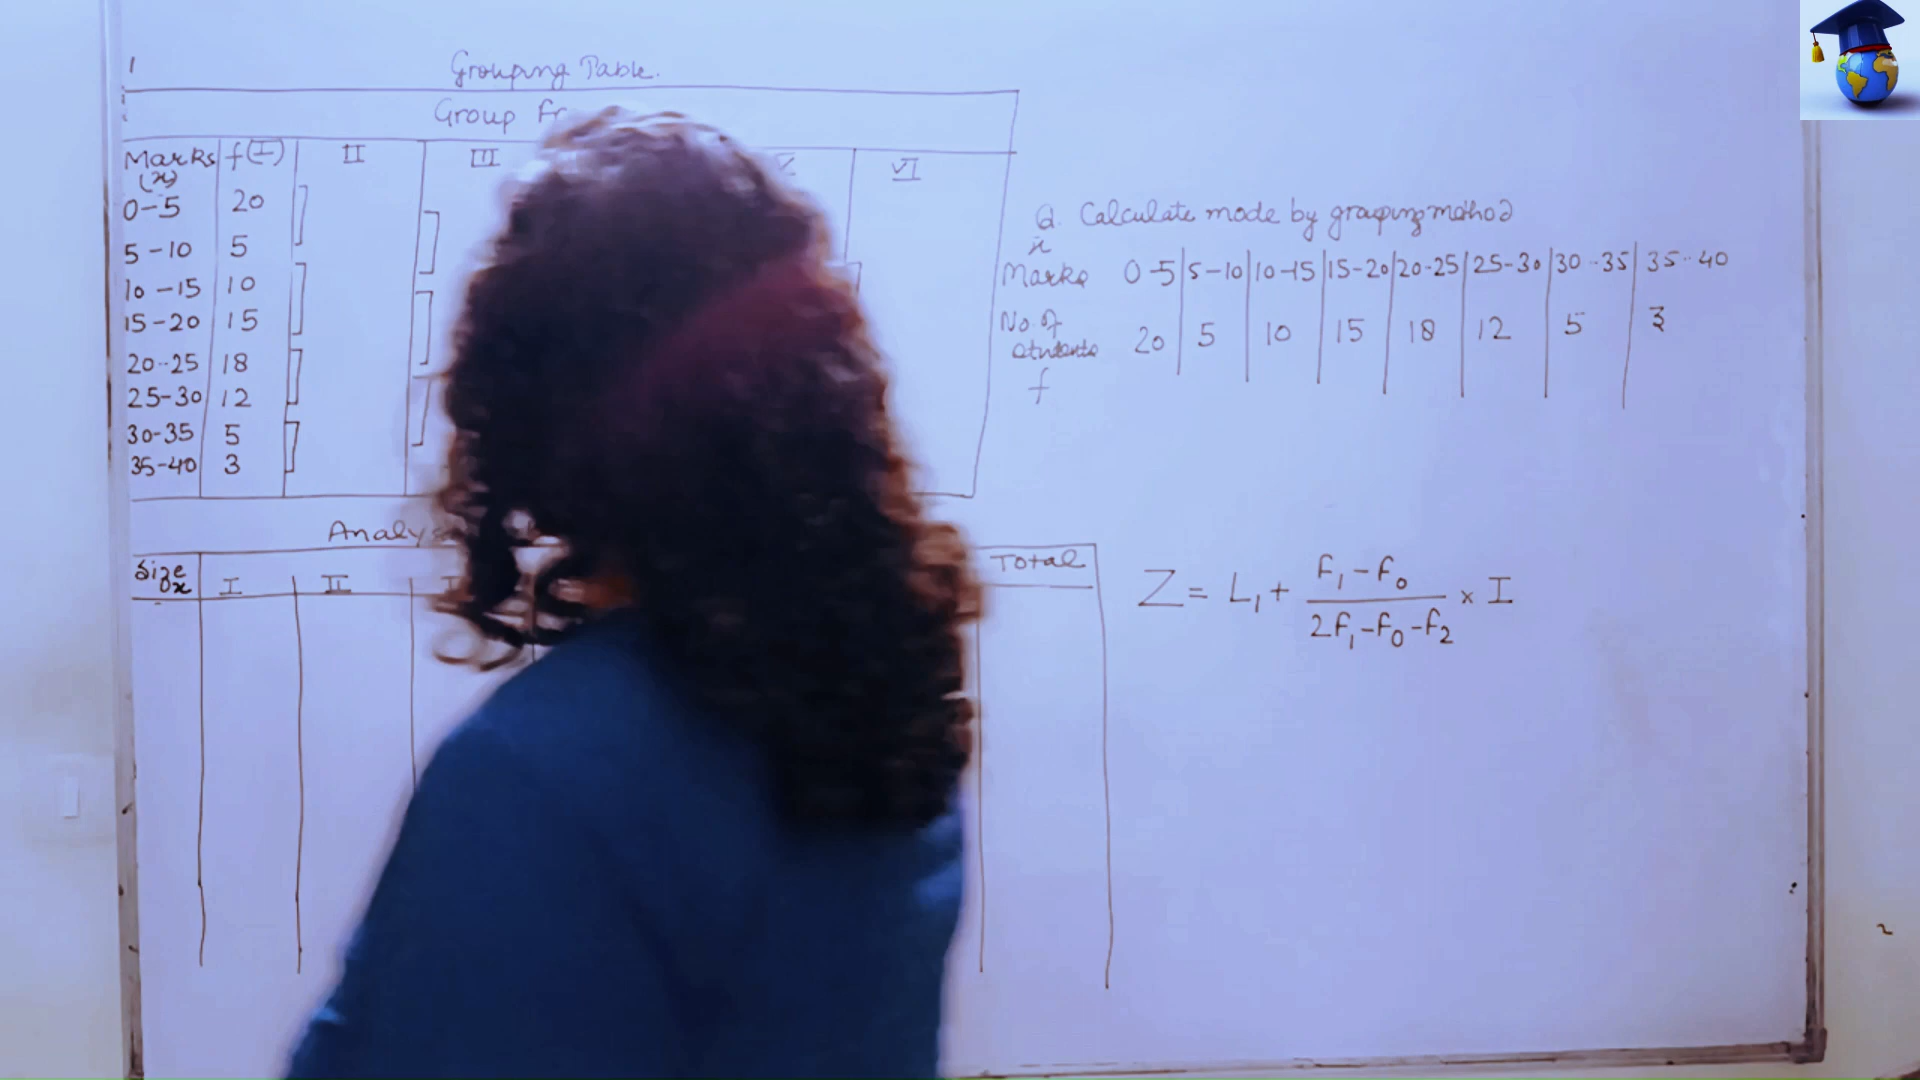 Grouping Table.
Group Fr
Marks (x) f(I) II III VI
0-5 20
5-10 5
10-15 10
15-20 15
20-25 18
25-30 12
30-35 5
35-40 3
Q. Calculate mode by grouping method
x
Marks 0-5 5-10 10-15 15-20 20-25 25-30 30-35 35-40
No. of students 20 5 10 15 18 12 5 3
f
Analys
Size x I II I Total
Z = L₁ + (f₁ - f₀) / (2f₁ - f₀ - f₂) × I